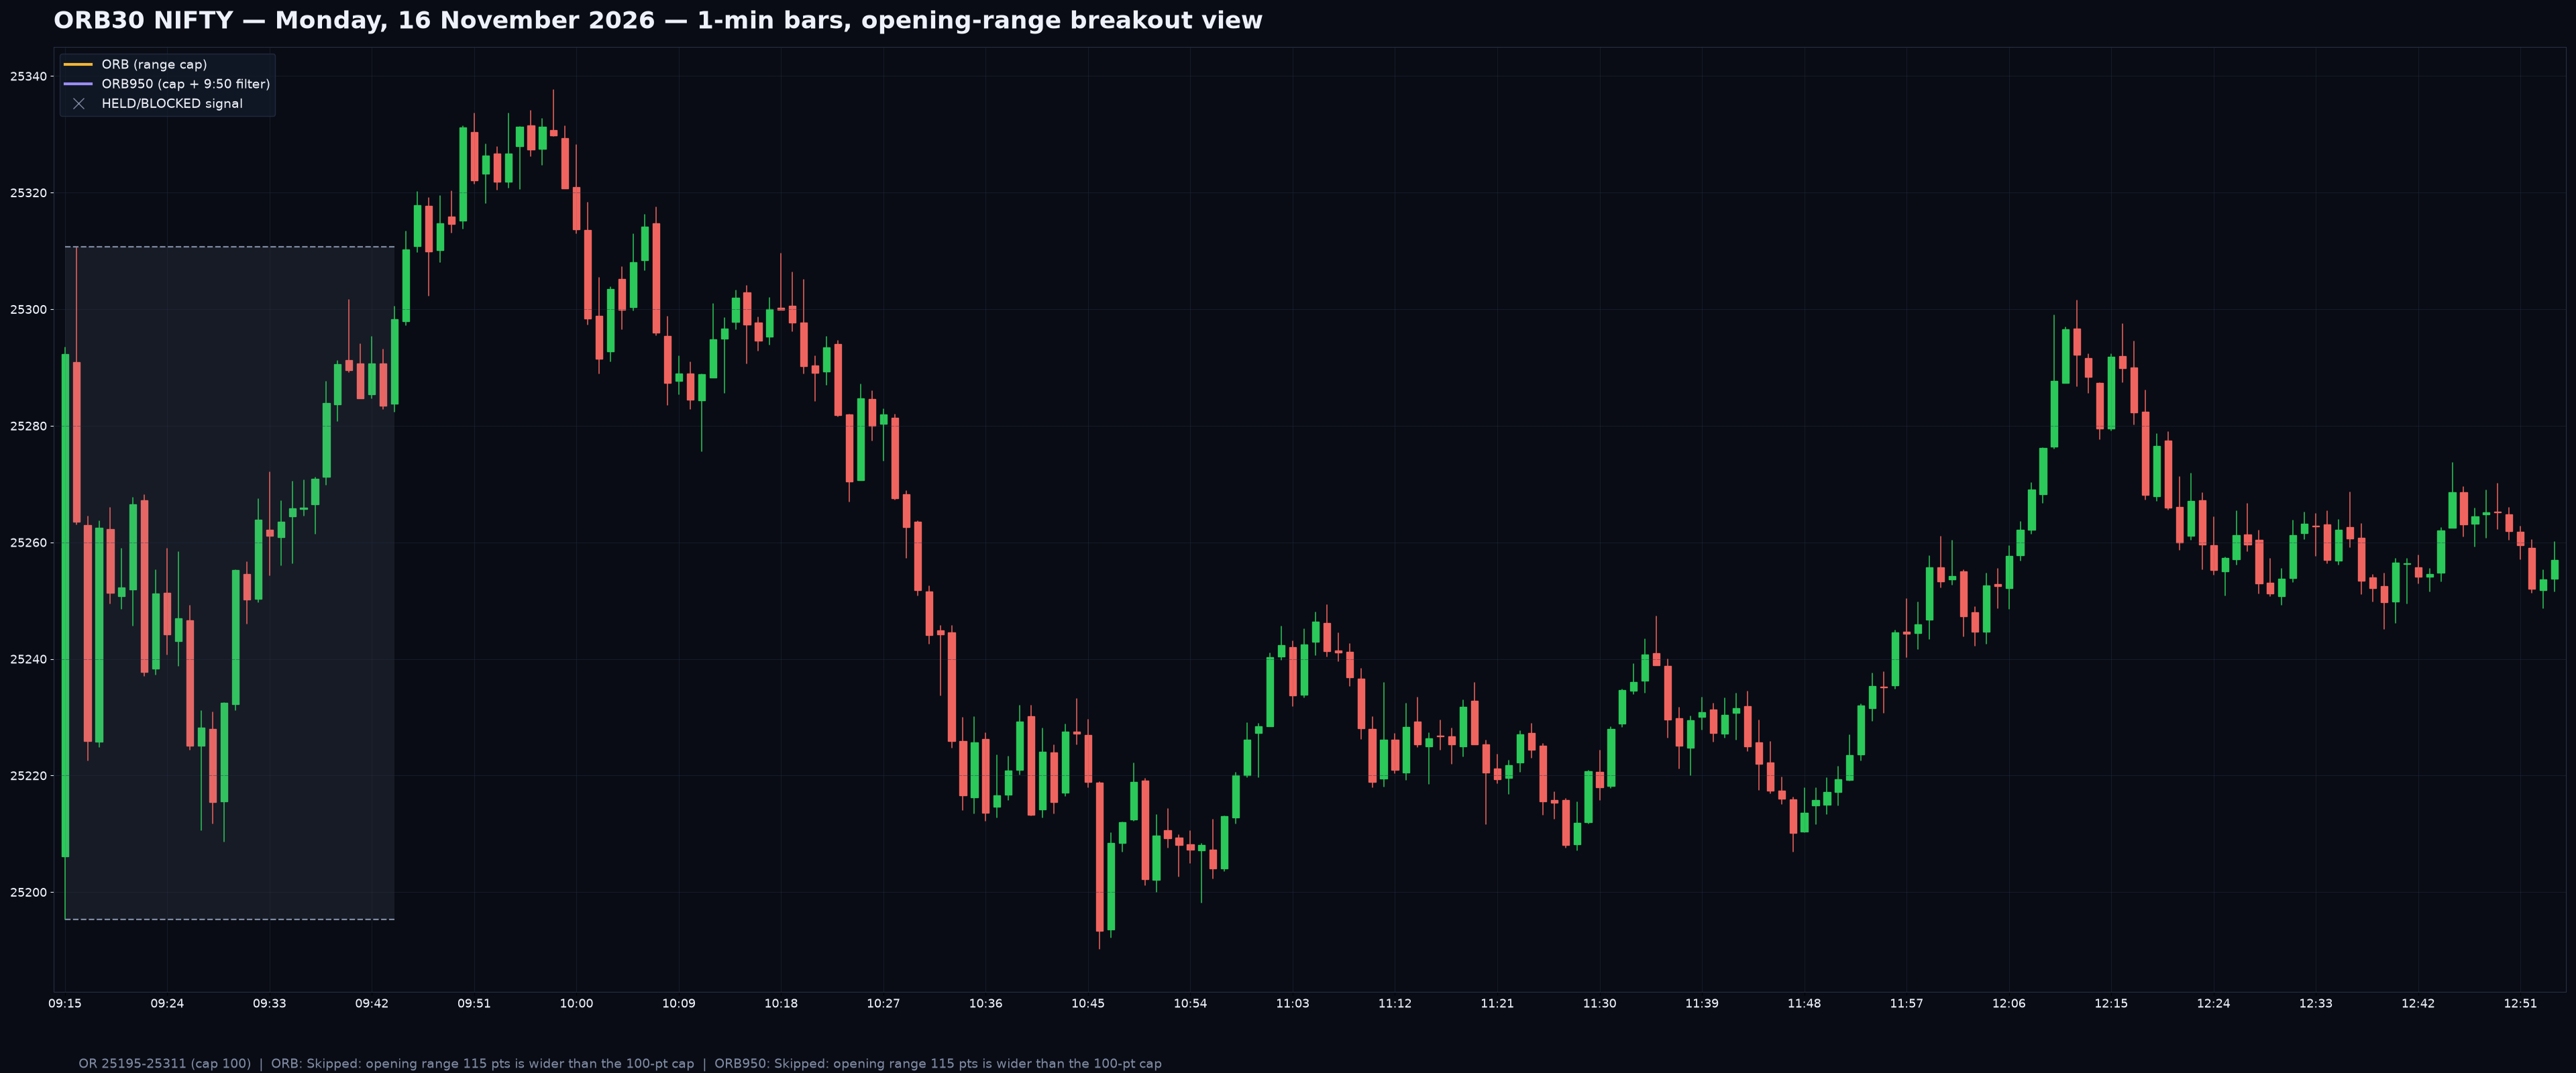 ORB30 NIFTY — Monday, 16 November 2026 — 1-min bars, opening-range breakout view
ORB (range cap)
ORB950 (cap + 9:50 filter)
HELD/BLOCKED signal
25340
25320
25300
25280
25260
25240
25220
25200
09:15 09:24 09:33 09:42 09:51 10:00 10:09 10:18 10:27 10:36 10:45 10:54 11:03 11:12 11:21 11:30 11:39 11:48 11:57 12:06 12:15 12:24 12:33 12:42 12:51
OR 25195-25311 (cap 100) | ORB: Skipped: opening range 115 pts is wider than the 100-pt cap | ORB950: Skipped: opening range 115 pts is wider than the 100-pt cap